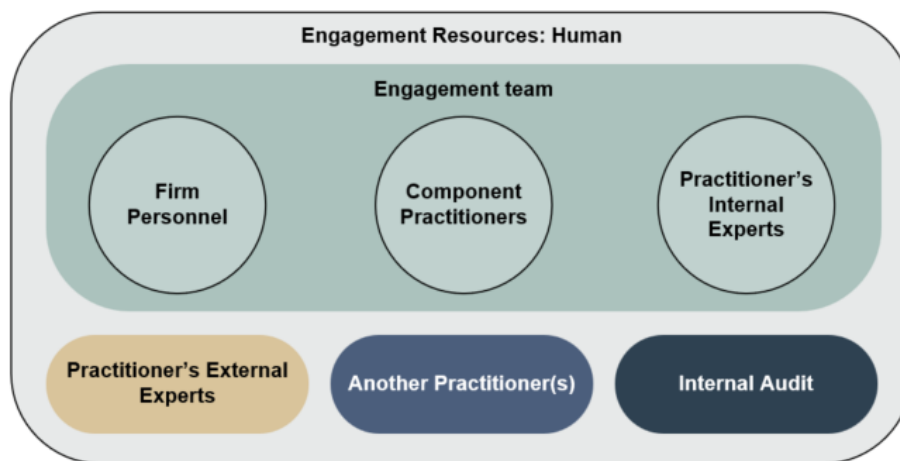 Engagement Resources: Human
Engagement team
Firm
Personnel
Component
Practitioners
Practitioner’s
Internal
Experts
Practitioner’s External
Experts
Another Practitioner(s)
Internal Audit